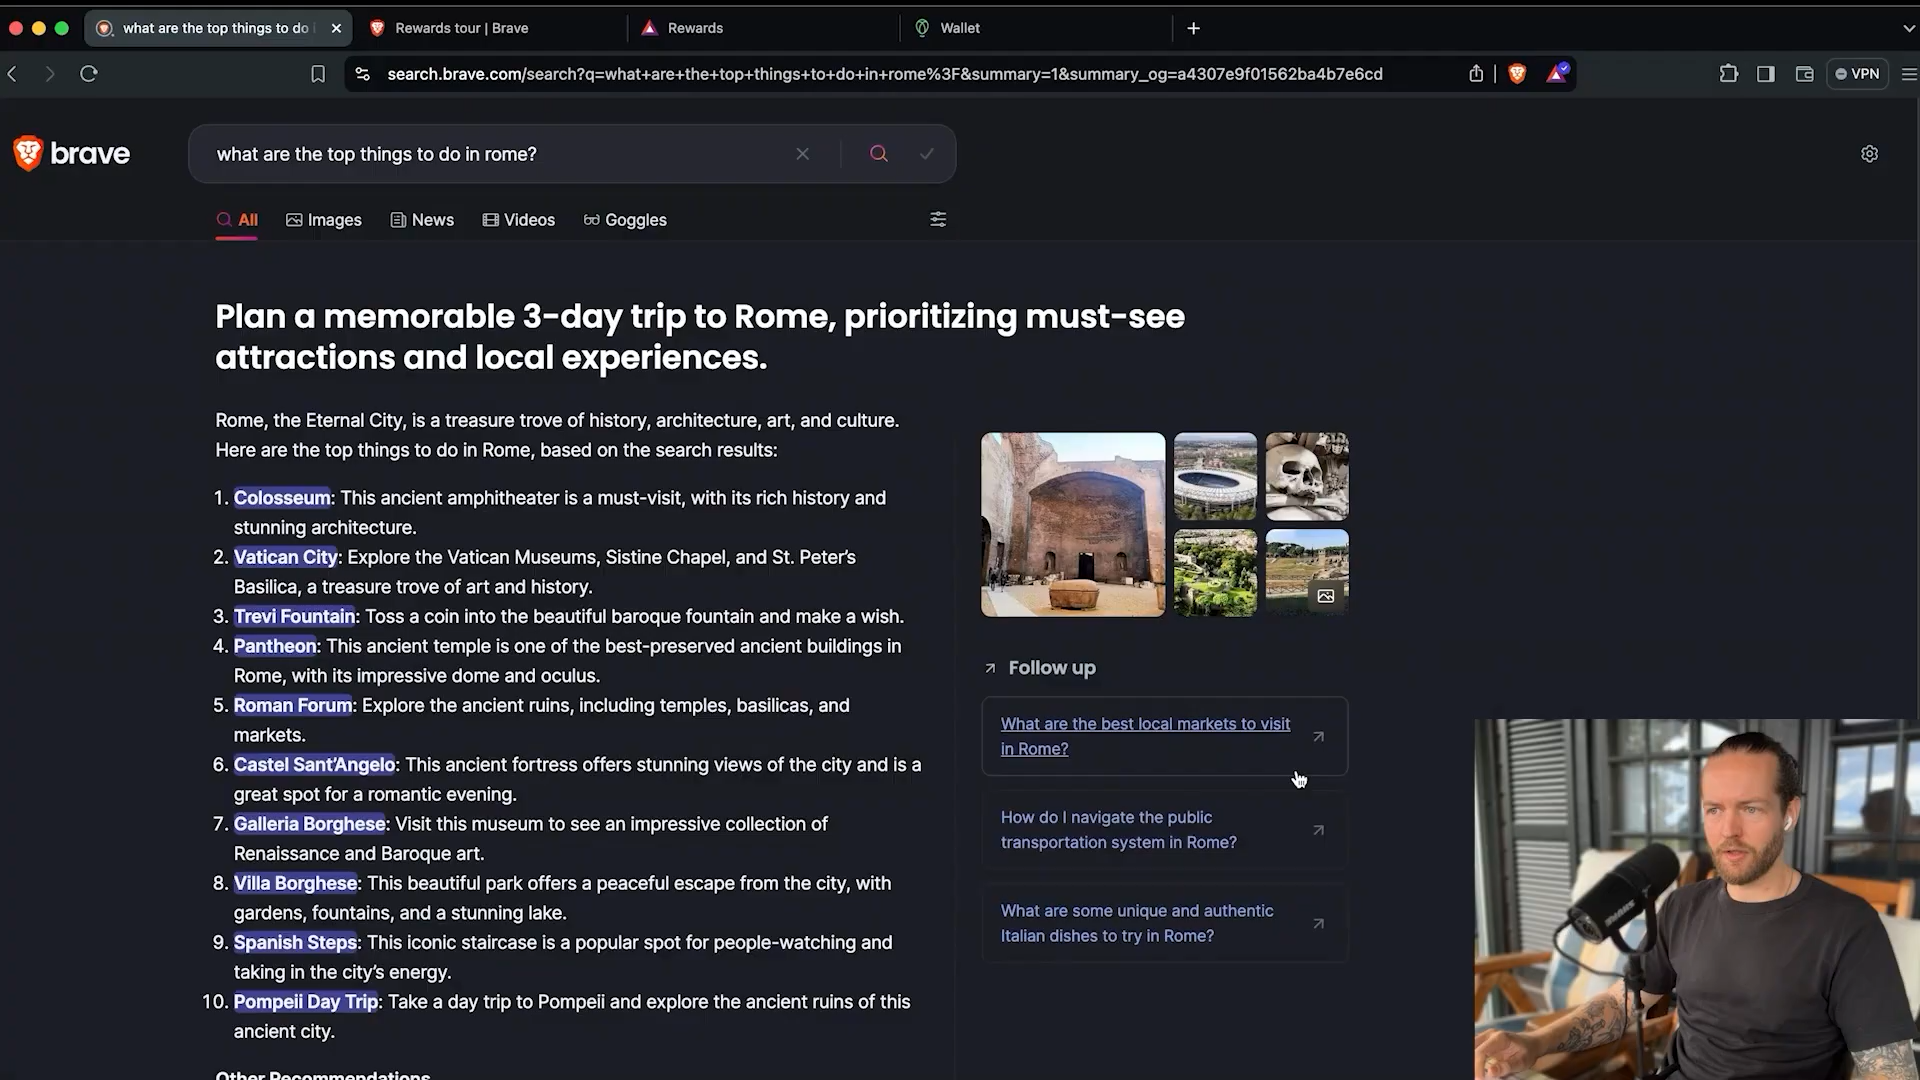 what are the top things to do
Rewards tour | Brave
Rewards
Wallet
search.brave.com/search?q=what+are+the+top+things+to+do+in+rome%3F&summary=1&summary_og=a4307e9f01562ba4b7e6cd
VPN
brave
what are the top things to do in rome?
All
Images
News
Videos
Goggles
Plan a memorable 3-day trip to Rome, prioritizing must-see
attractions and local experiences.
Rome, the Eternal City, is a treasure trove of history, architecture, art, and culture.
Here are the top things to do in Rome, based on the search results:
1. Colosseum: This ancient amphitheater is a must-visit, with its rich history and
stunning architecture.
2. Vatican City: Explore the Vatican Museums, Sistine Chapel, and St. Peter's
Basilica, a treasure trove of art and history.
3. Trevi Fountain: Toss a coin into the beautiful baroque fountain and make a wish.
4. Pantheon: This ancient temple is one of the best-preserved ancient buildings in
Rome, with its impressive dome and oculus.
5. Roman Forum: Explore the ancient ruins, including temples, basilicas, and
markets.
6. Castel Sant'Angelo: This ancient fortress offers stunning views of the city and is a
great spot for a romantic evening.
7. Galleria Borghese: Visit this museum to see an impressive collection of
Renaissance and Baroque art.
8. Villa Borghese: This beautiful park offers a peaceful escape from the city, with
gardens, fountains, and a stunning lake.
9. Spanish Steps: This iconic staircase is a popular spot for people-watching and
taking in the city's energy.
10. Pompeii Day Trip: Take a day trip to Pompeii and explore the ancient ruins of this
ancient city.
Other Recommendations
Follow up
What are the best local markets to visit
in Rome?
How do I navigate the public
transportation system in Rome?
What are some unique and authentic
Italian dishes to try in Rome?